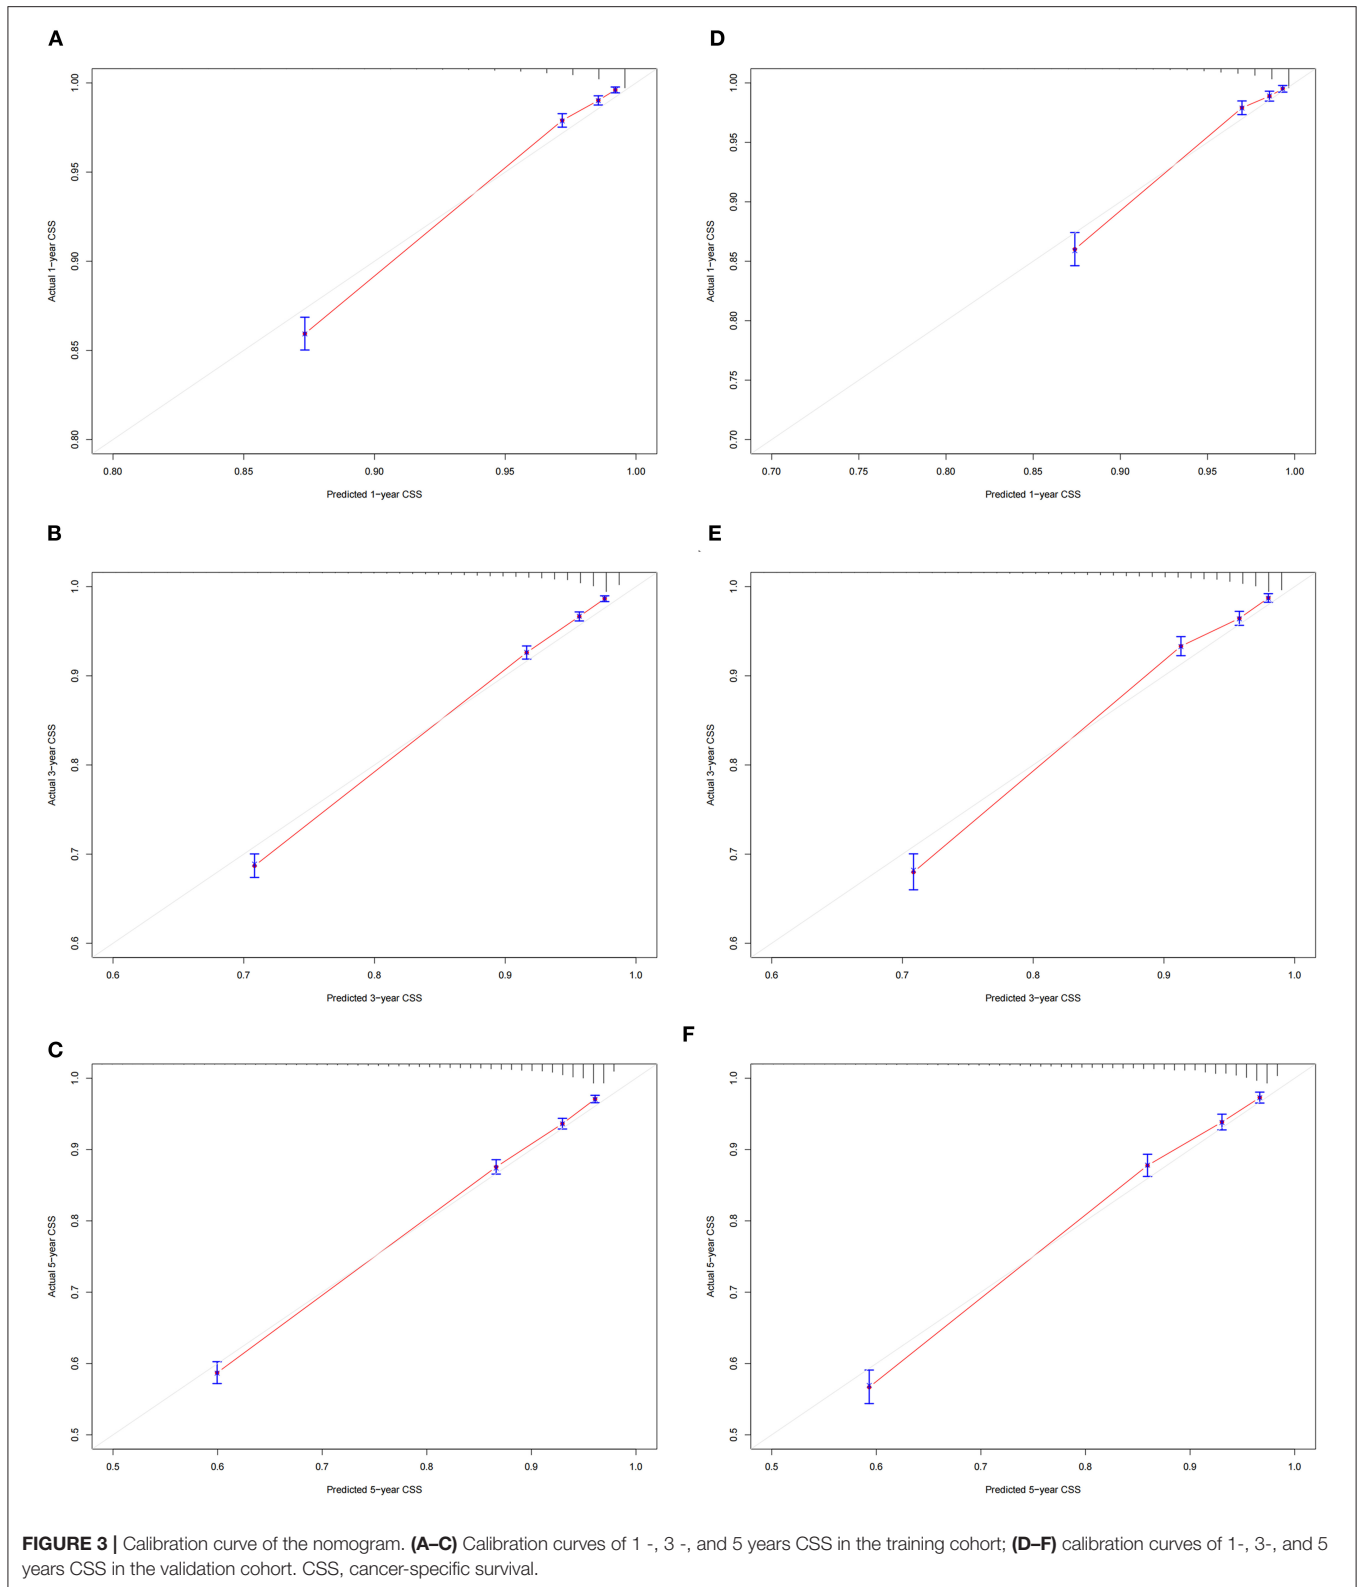 A
1.00
0.95
0.90
0.85
0.80
Actual 1−year CSS
0.80 0.85 0.90 0.95 1.00
Predicted 1−year CSS
D
1.00
0.95
0.90
0.85
0.80
0.75
0.70
Actual 1−year CSS
0.70 0.75 0.80 0.85 0.90 0.95 1.00
Predicted 1−year CSS
B
1.0
0.9
0.8
0.7
0.6
Actual 3−year CSS
0.6 0.7 0.8 0.9 1.0
Predicted 3−year CSS
E
1.0
0.9
0.8
0.7
0.6
Actual 3−year CSS
0.6 0.7 0.8 0.9 1.0
Predicted 3−year CSS
C
1.0
0.9
0.8
0.7
0.6
0.5
Actual 5−year CSS
0.5 0.6 0.7 0.8 0.9 1.0
Predicted 5−year CSS
F
1.0
0.9
0.8
0.7
0.6
0.5
Actual 5−year CSS
0.5 0.6 0.7 0.8 0.9 1.0
Predicted 5−year CSS
FIGURE 3 | Calibration curve of the nomogram. (A–C) Calibration curves of 1 -, 3 -, and 5 years CSS in the training cohort; (D–F) calibration curves of 1-, 3-, and 5
years CSS in the validation cohort. CSS, cancer-specific survival.